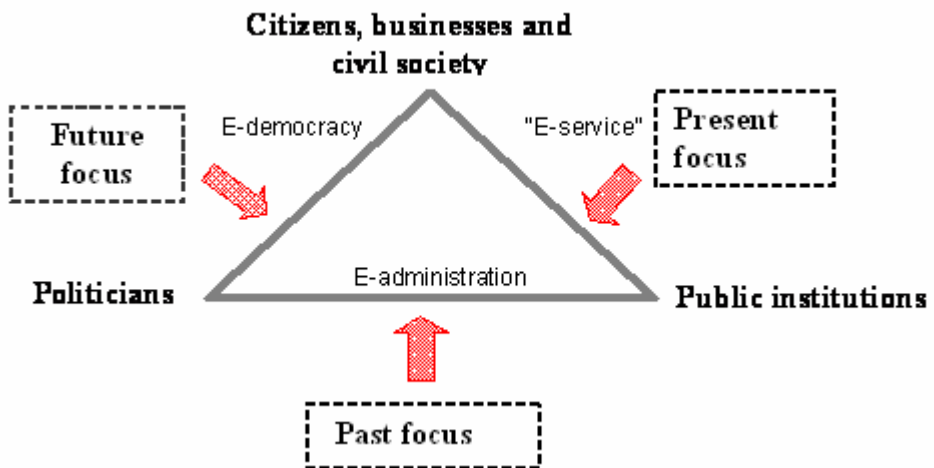 Citizens, businesses and
civil society
Future
focus
E-democracy
"E-service"
Present
focus
E-administration
Politicians
Public institutions
Past focus